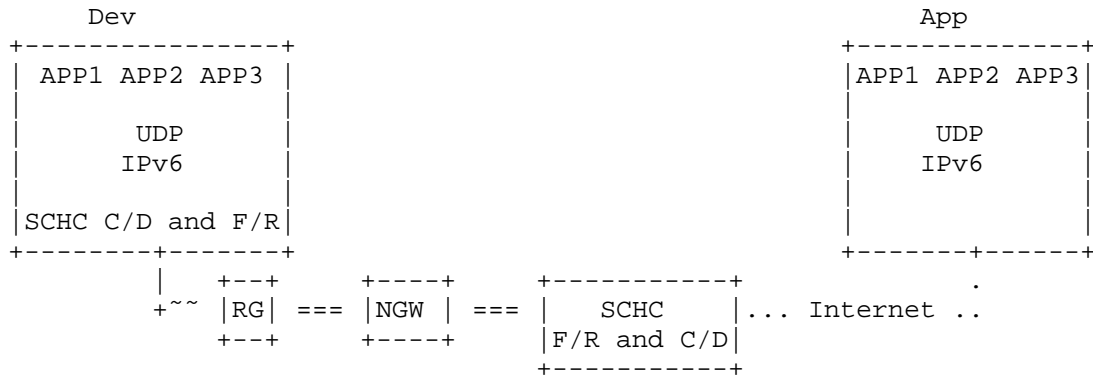 Dev App
APP1 APP2 APP3 APP1 APP2 APP3
UDP UDP
IPv6 IPv6
SCHC C/D and F/R
+~~ RG === NGW === SCHC ... Internet ..
F/R and C/D